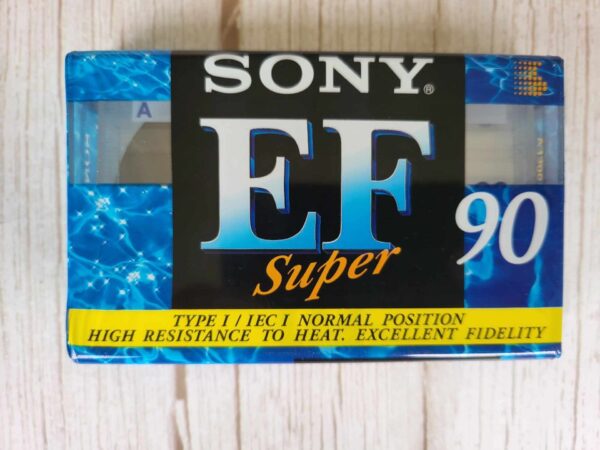 SONY®
A
EF
Super
90
TYPE I / IEC I NORMAL POSITION
HIGH RESISTANCE TO HEAT. EXCELLENT FIDELITY